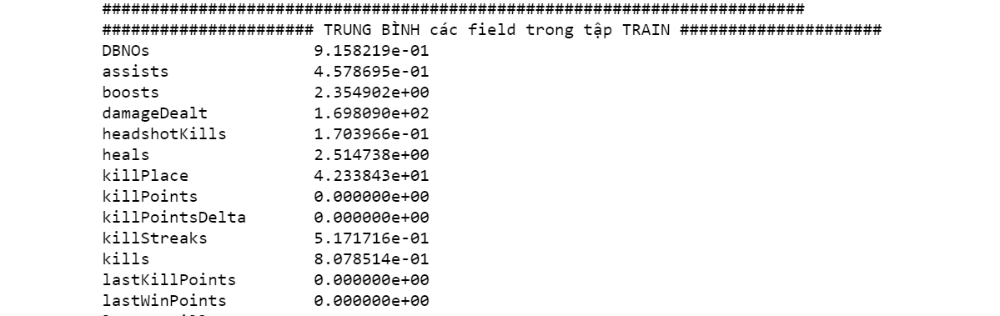 #########################################################################
###################### TRUNG BÌNH các field trong tập TRAIN #####################
DBNOs 9.158219e-01
assists 4.578695e-01
boosts 2.354902e+00
damageDealt 1.698090e+02
headshotKills 1.703966e-01
heals 2.514738e+00
killPlace 4.233843e+01
killPoints 0.000000e+00
killPointsDelta 0.000000e+00
killStreaks 5.171716e-01
kills 8.078514e-01
lastKillPoints 0.000000e+00
lastWinPoints 0.000000e+00